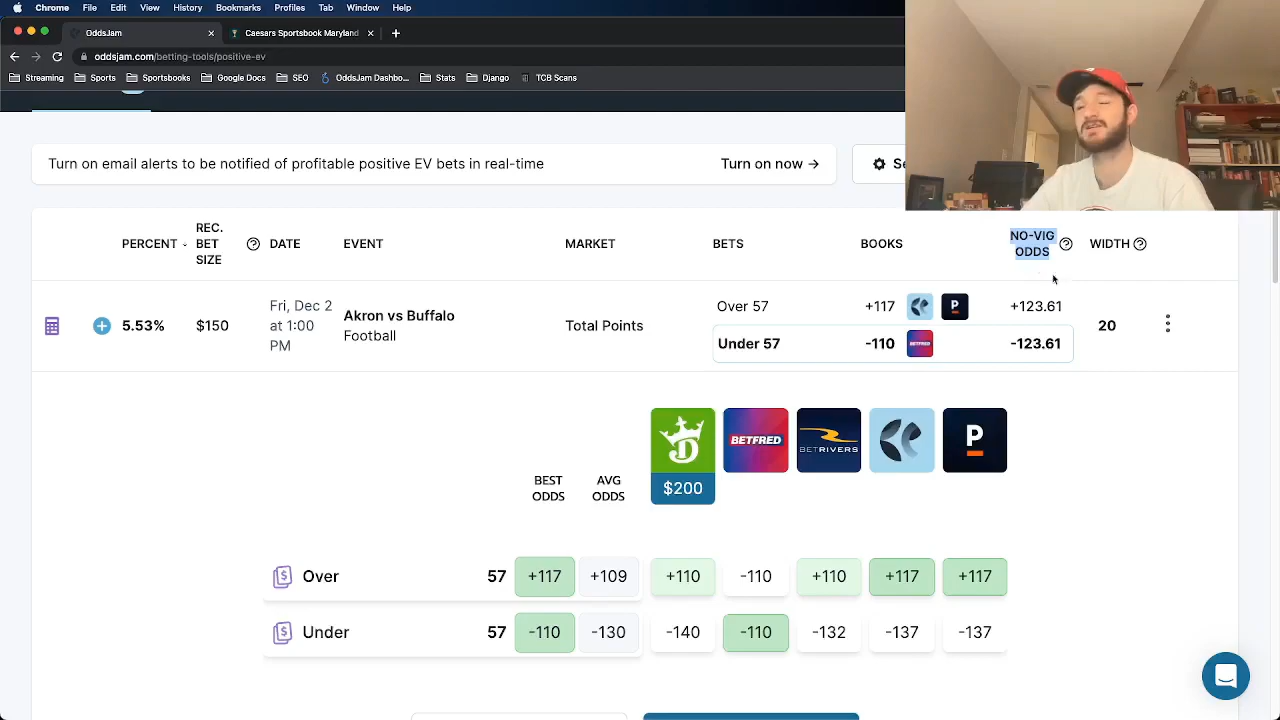 Chrome File Edit View History Bookmarks Profiles Tab Window Help
OddsJam Caesars Sportsbook Maryland
oddsjam.com/betting-tools/positive-ev
Streaming Sports Sportsbooks Google Docs SEO OddsJam Dashbo... Stats Django TCB Scans
Turn on email alerts to be notified of profitable positive EV bets in real-time Turn on now →
PERCENT REC. BET SIZE DATE EVENT MARKET BETS BOOKS NO-VIG ODDS WIDTH
5.53% $150 Fri, Dec 2 at 1:00 PM Akron vs Buffalo Football Total Points
Over 57 +117 P +123.61
Under 57 -110 BETFRED -123.61
20
BEST ODDS AVG ODDS
BETFRED BETRIVERS P
$200
Over 57 +117 +109 +110 -110 +110 +117 +117
Under 57 -110 -130 -140 -110 -132 -137 -137